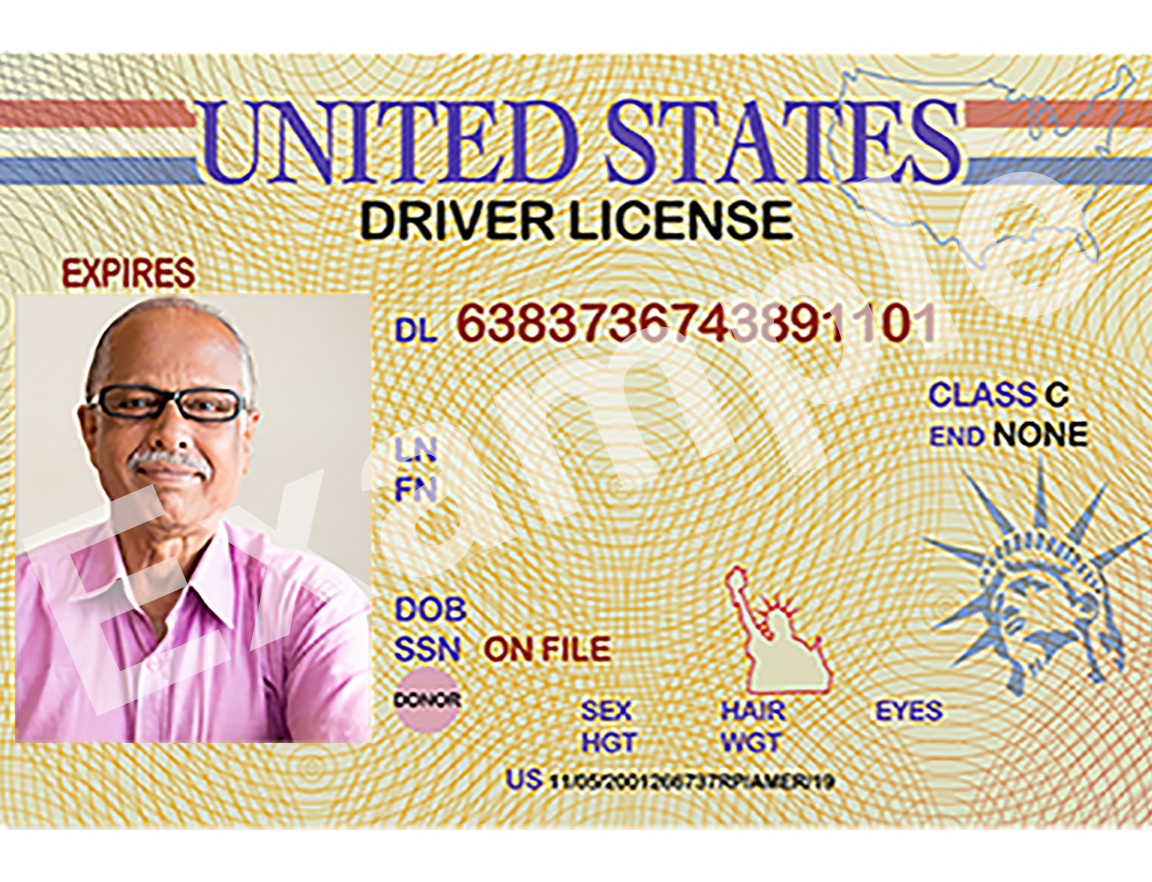 UNITED STATES
DRIVER LICENSE
EXPIRES
DL 6383736743891101
CLASS C
END NONE
LN
FN
DOB
SSN ON FILE
DONOR
SEX HAIR EYES
HGT WGT
US 11/05/2001266737RPIAMER/19
Example